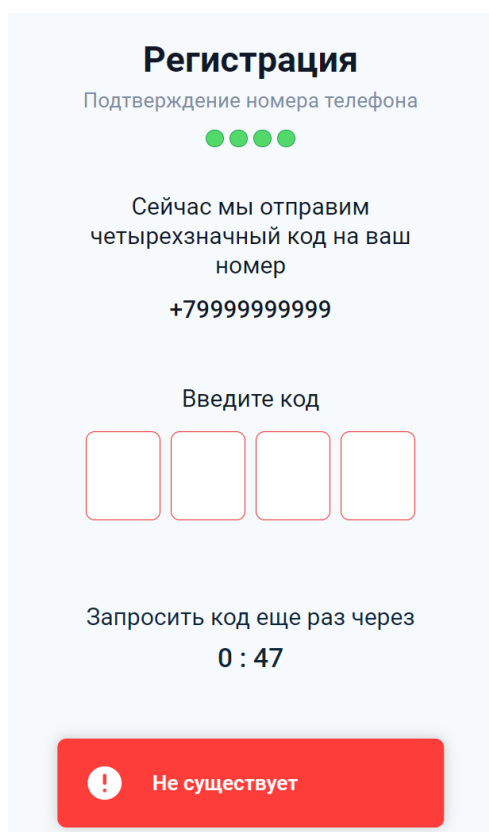 Регистрация
Подтверждение номера телефона
Сейчас мы отправим
четырехзначный код на ваш
номер
+79999999999
Введите код
Запросить код еще раз через
0 : 47
Не существует